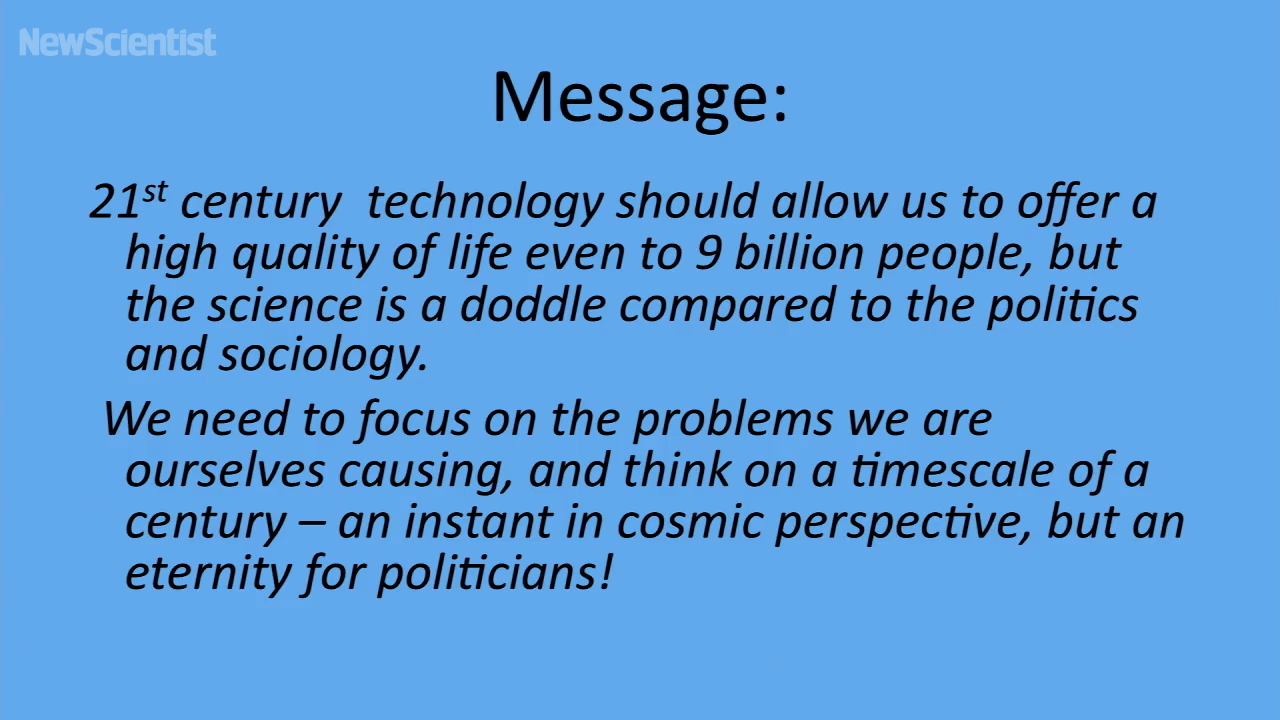 NewScientist
Message:
21st century  technology should allow us to offer a
high quality of life even to 9 billion people, but
the science is a doddle compared to the politics
and sociology.
We need to focus on the problems we are
ourselves causing, and think on a timescale of a
century – an instant in cosmic perspective, but an
eternity for politicians!